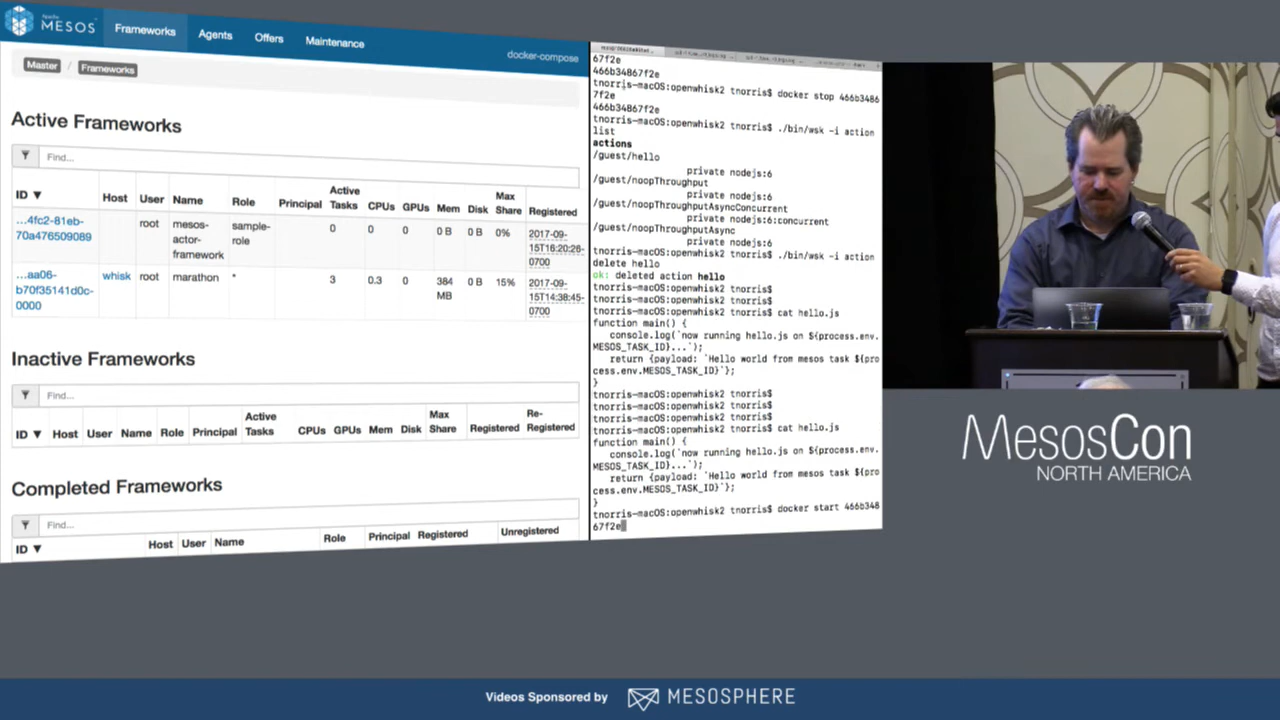 Apache
MESOS
Frameworks
Agents
Offers
Maintenance
docker-compose
Master / Frameworks
Active Frameworks
Find...
ID ▼ Host User Name Role Principal Active Tasks CPUs GPUs Mem Disk Max Share Registered
...4fc2-81eb-70a476509089 root mesos-actor-framework sample-role 0 0 0 0 B 0 B 0% 2017-09-15T16:20:26-0700
...aa06-b70f35141d0c-0000 whisk root marathon * 3 0.3 0 384 MB 0 B 15% 2017-09-15T14:38:45-0700
Inactive Frameworks
Find...
ID ▼ Host User Name Role Principal Active Tasks CPUs GPUs Mem Disk Max Share Registered Re-Registered
Completed Frameworks
Find...
ID ▼ Host User Name Role Principal Registered Unregistered
67f2e
466b34867f2e
tnorris-macOS:openwhisk2 tnorris$ docker stop 466b3486
7f2e
466b34867f2e
tnorris-macOS:openwhisk2 tnorris$ ./bin/wsk -i action
list
actions
/guest/hello
private nodejs:6
/guest/noopThroughput
private nodejs:6
/guest/noopThroughputAsyncConcurrent
private nodejs:6:concurrent
/guest/noopThroughputAsync
private nodejs:6
tnorris-macOS:openwhisk2 tnorris$ ./bin/wsk -i action
delete hello
ok: deleted action hello
tnorris-macOS:openwhisk2 tnorris$
tnorris-macOS:openwhisk2 tnorris$
tnorris-macOS:openwhisk2 tnorris$ cat hello.js
function main() {
console.log(`now running hello.js on ${process.env.
MESOS_TASK_ID}...`);
return {payload: `Hello world from mesos task ${pro
cess.env.MESOS_TASK_ID}`};
}
tnorris-macOS:openwhisk2 tnorris$
tnorris-macOS:openwhisk2 tnorris$
tnorris-macOS:openwhisk2 tnorris$
tnorris-macOS:openwhisk2 tnorris$ cat hello.js
function main() {
console.log(`now running hello.js on ${process.env.
MESOS_TASK_ID}...`);
return {payload: `Hello world from mesos task ${pro
cess.env.MESOS_TASK_ID}`};
}
tnorris-macOS:openwhisk2 tnorris$ docker start 466b348
67f2e
MesosCon
NORTH AMERICA
Videos Sponsored by MESOSPHERE